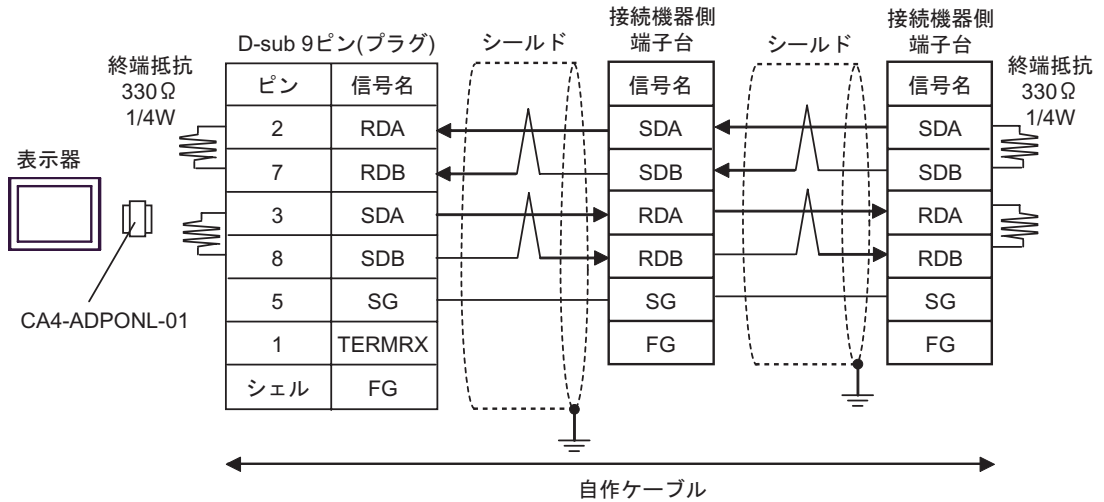 接続機器側
端子台
接続機器側
端子台
D-sub 9ピン(プラグ)
シールド
シールド
終端抵抗
330Ω
1/4W
終端抵抗
330Ω
1/4W
ピン 信号名
2 RDA
7 RDB
3 SDA
8 SDB
5 SG
1 TERMRX
シェル FG
信号名
SDA
SDB
RDA
RDB
SG
FG
信号名
SDA
SDB
RDA
RDB
SG
FG
表示器
CA4-ADPONL-01
自作ケーブル